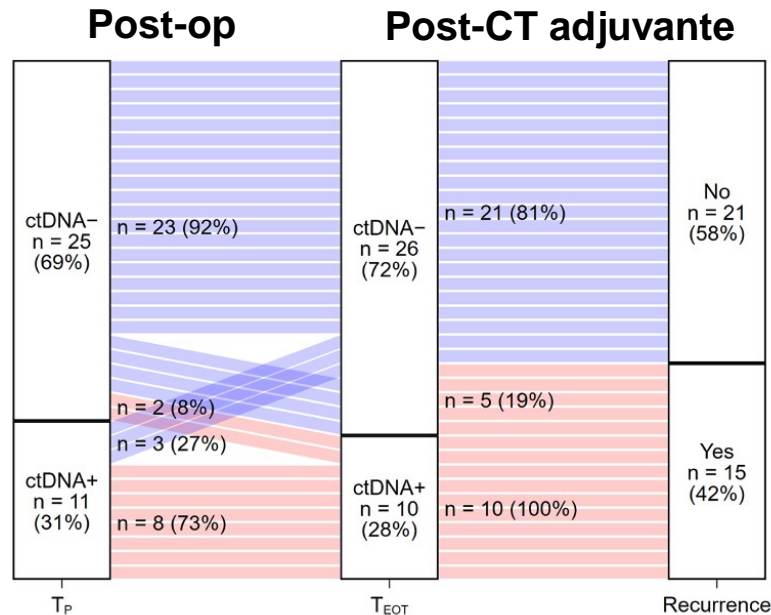 Post-op
Post-CT adjuvante
ctDNA−
n = 25
(69%)
ctDNA+
n = 11
(31%)
n = 23 (92%)
n = 2 (8%)
n = 3 (27%)
n = 8 (73%)
ctDNA−
n = 26
(72%)
ctDNA+
n = 10
(28%)
n = 21 (81%)
n = 5 (19%)
n = 10 (100%)
No
n = 21
(58%)
Yes
n = 15
(42%)
TP
TEOT
Recurrence